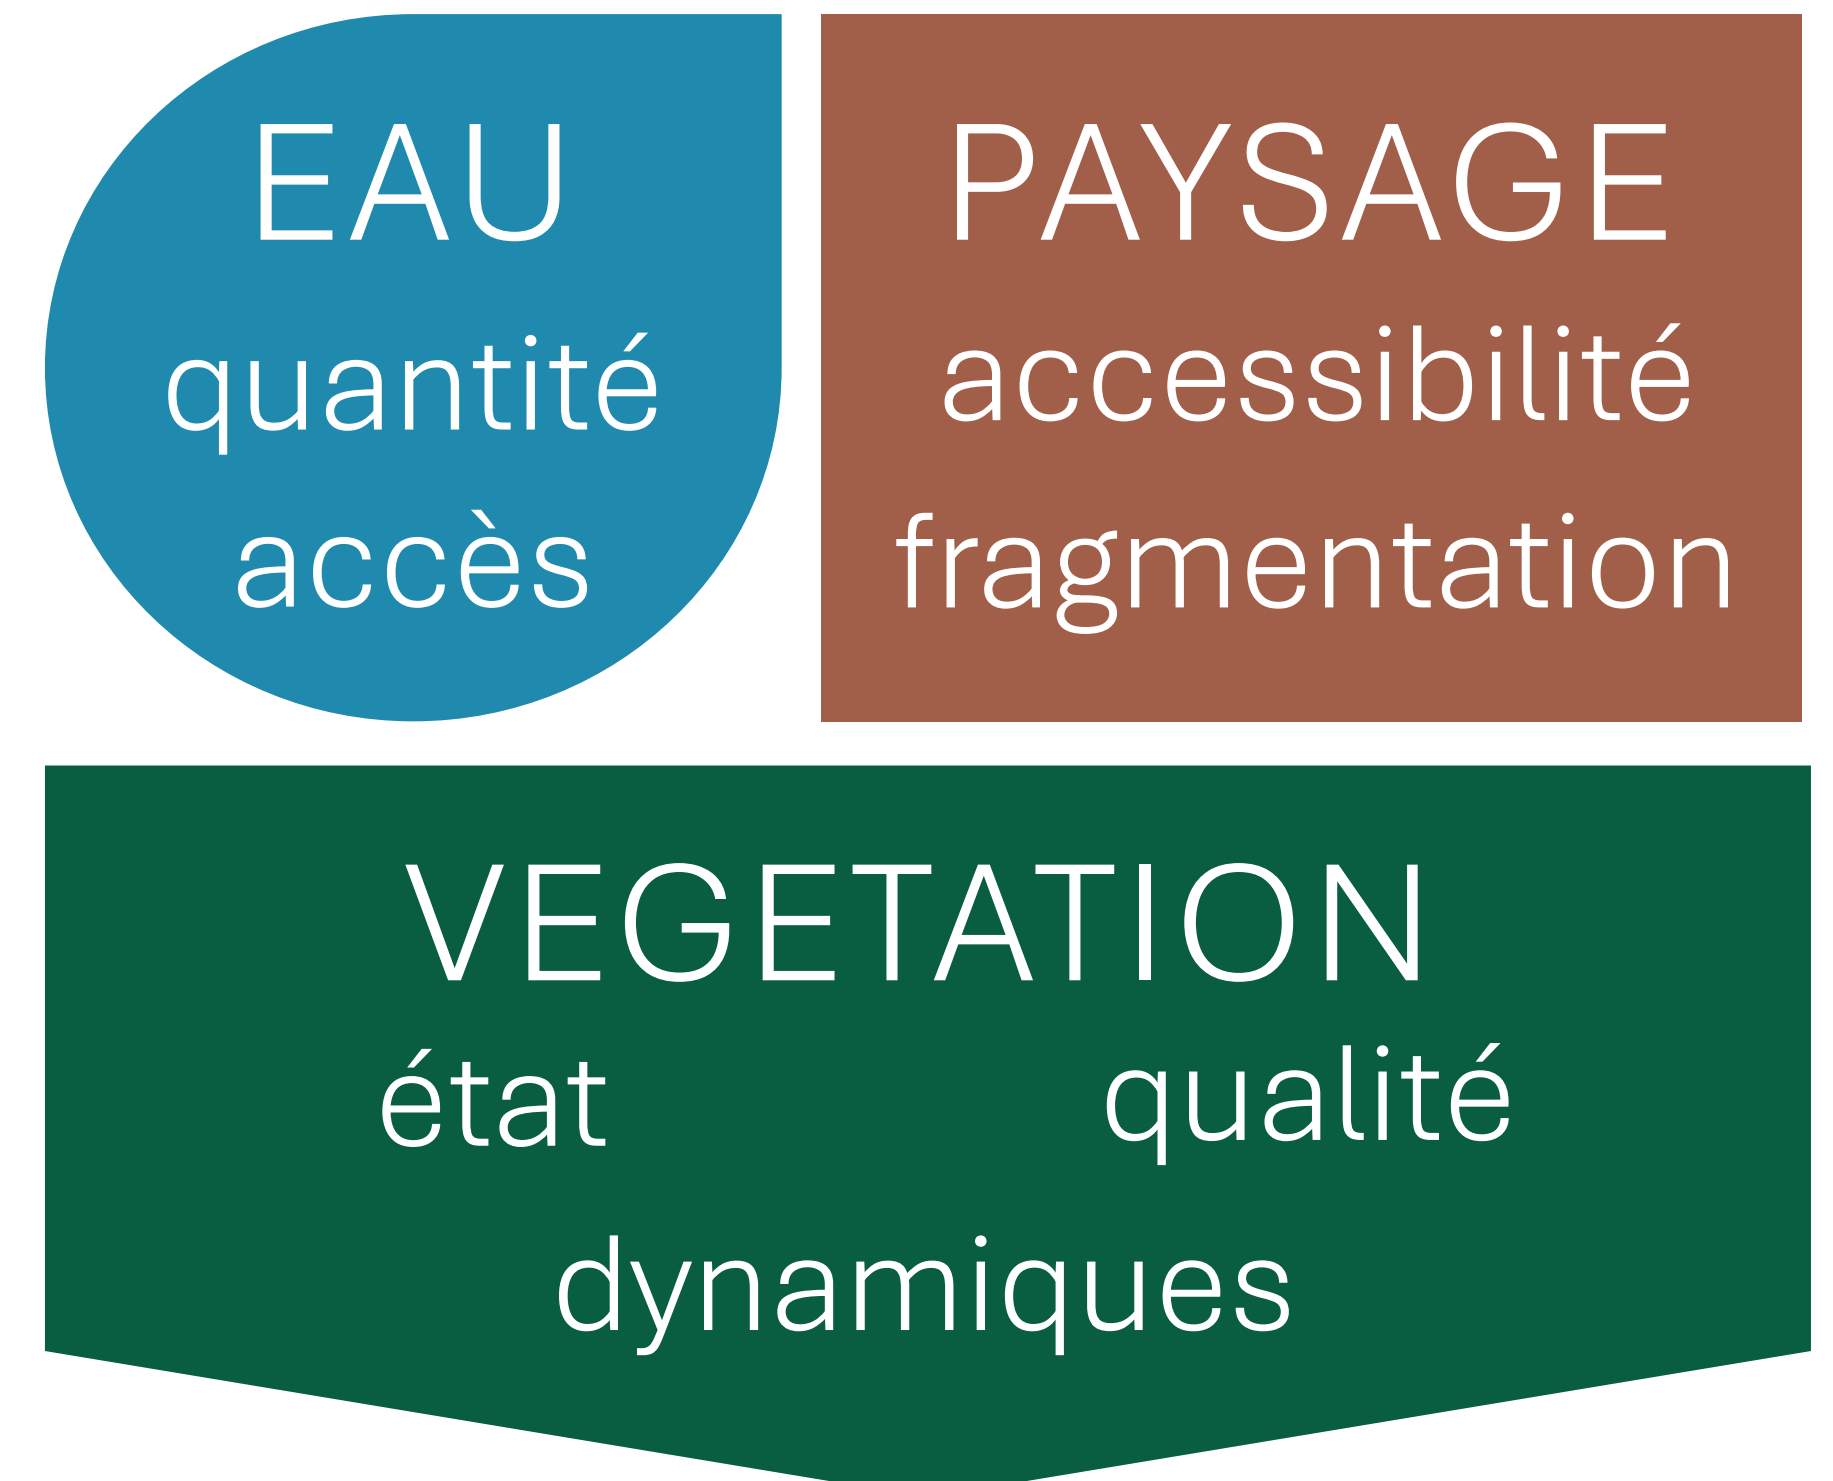 EAU
quantité
accès
PAYSAGE
accessibilité
fragmentation
VEGETATION
état qualité
dynamiques